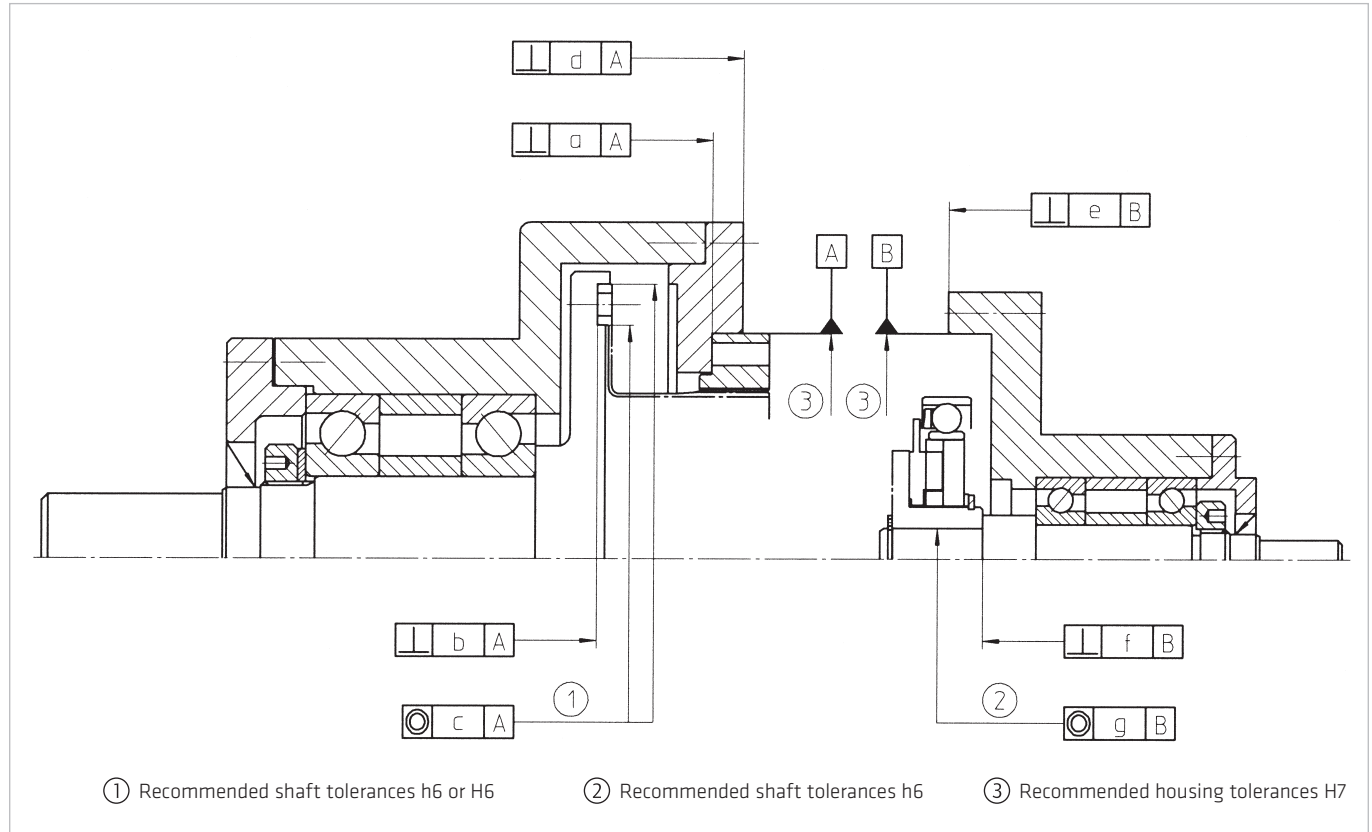 ⊥ d A
⊥ a A
⊥ e B
A B
③ ③
⊥ b A
⊥ f B
◎ c A
①
②
◎ g B
① Recommended shaft tolerances h6 or H6
② Recommended shaft tolerances h6
③ Recommended housing tolerances H7